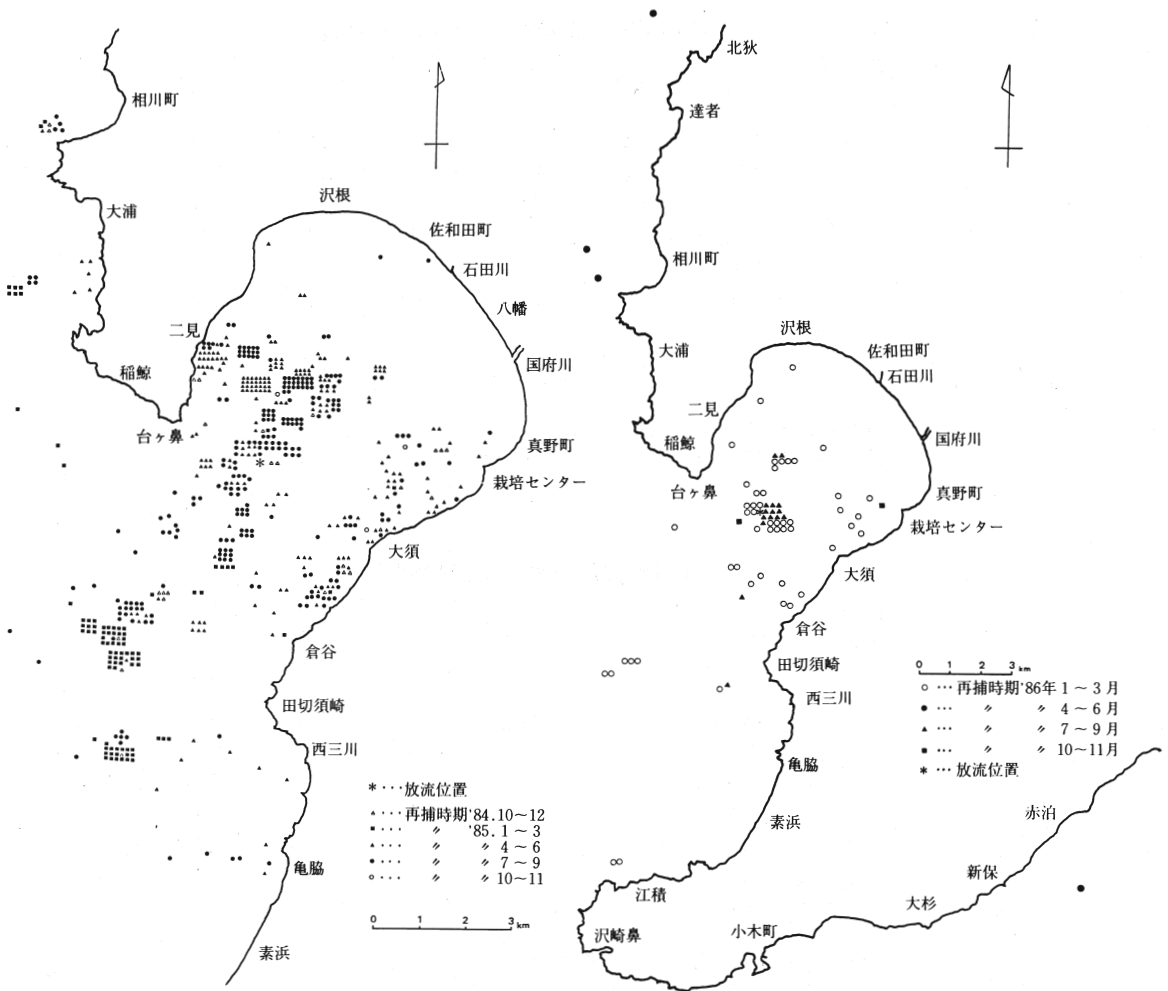 相川町
大浦
沢根
佐和田町
石田川
八幡
二見
国府川
稲鯨
台ヶ鼻
真野町
栽培センター
大須
倉谷
田切須崎
西三川
亀脇
素浜
*･･･放流位置
▲･･･再捕時期'84.10～12
■･･･ 〃 '85. 1～3
▲･･･ 〃 〃 4～6
●･･･ 〃 〃 7～9
○･･･ 〃 〃 10～11
0 1 2 3 km
北狄
達者
相川町
大浦
沢根
佐和田町
石田川
二見
国府川
稲鯨
台ヶ鼻
真野町
栽培センター
大須
倉谷
田切須崎
西三川
亀脇
素浜
江積
沢崎鼻
小木町
大杉
新保
赤泊
0 1 2 3 km
○ ･･･ 再捕時期'86年 1～3月
● ･･･ 〃 〃 4～6月
▲ ･･･ 〃 〃 7～9月
■ ･･･ 〃 〃 10～11月
* ･･･ 放流位置